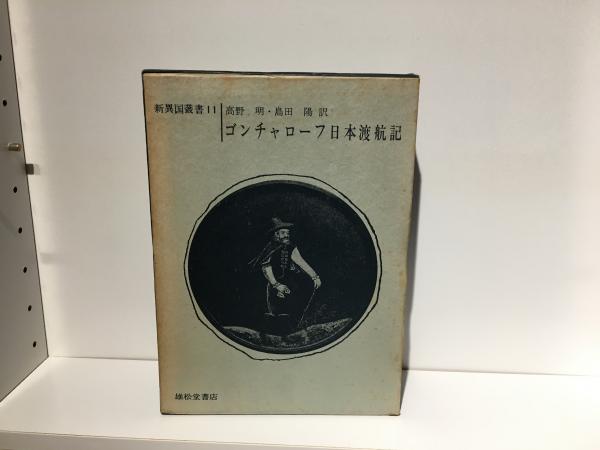 新異国叢書 11
高野 明・島田 陽 訳
ゴンチャローフ日本渡航記
雄松堂書店